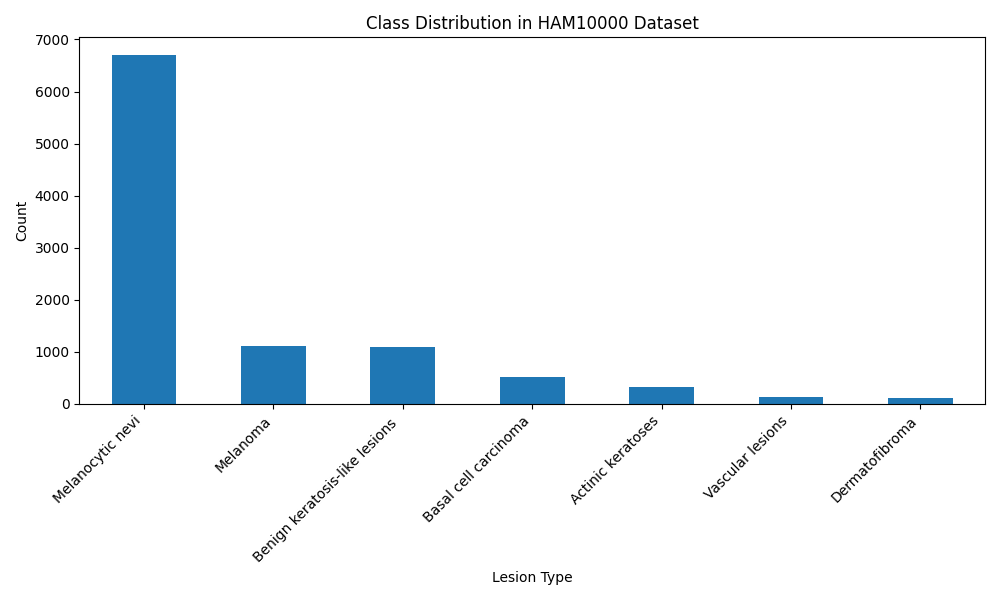 Class Distribution in HAM10000 Dataset
7000
6000
5000
4000
3000
2000
1000
0
Count
Melanocytic nevi
Melanoma
Benign keratosis-like lesions
Basal cell carcinoma
Actinic keratoses
Vascular lesions
Dermatofibroma
Lesion Type